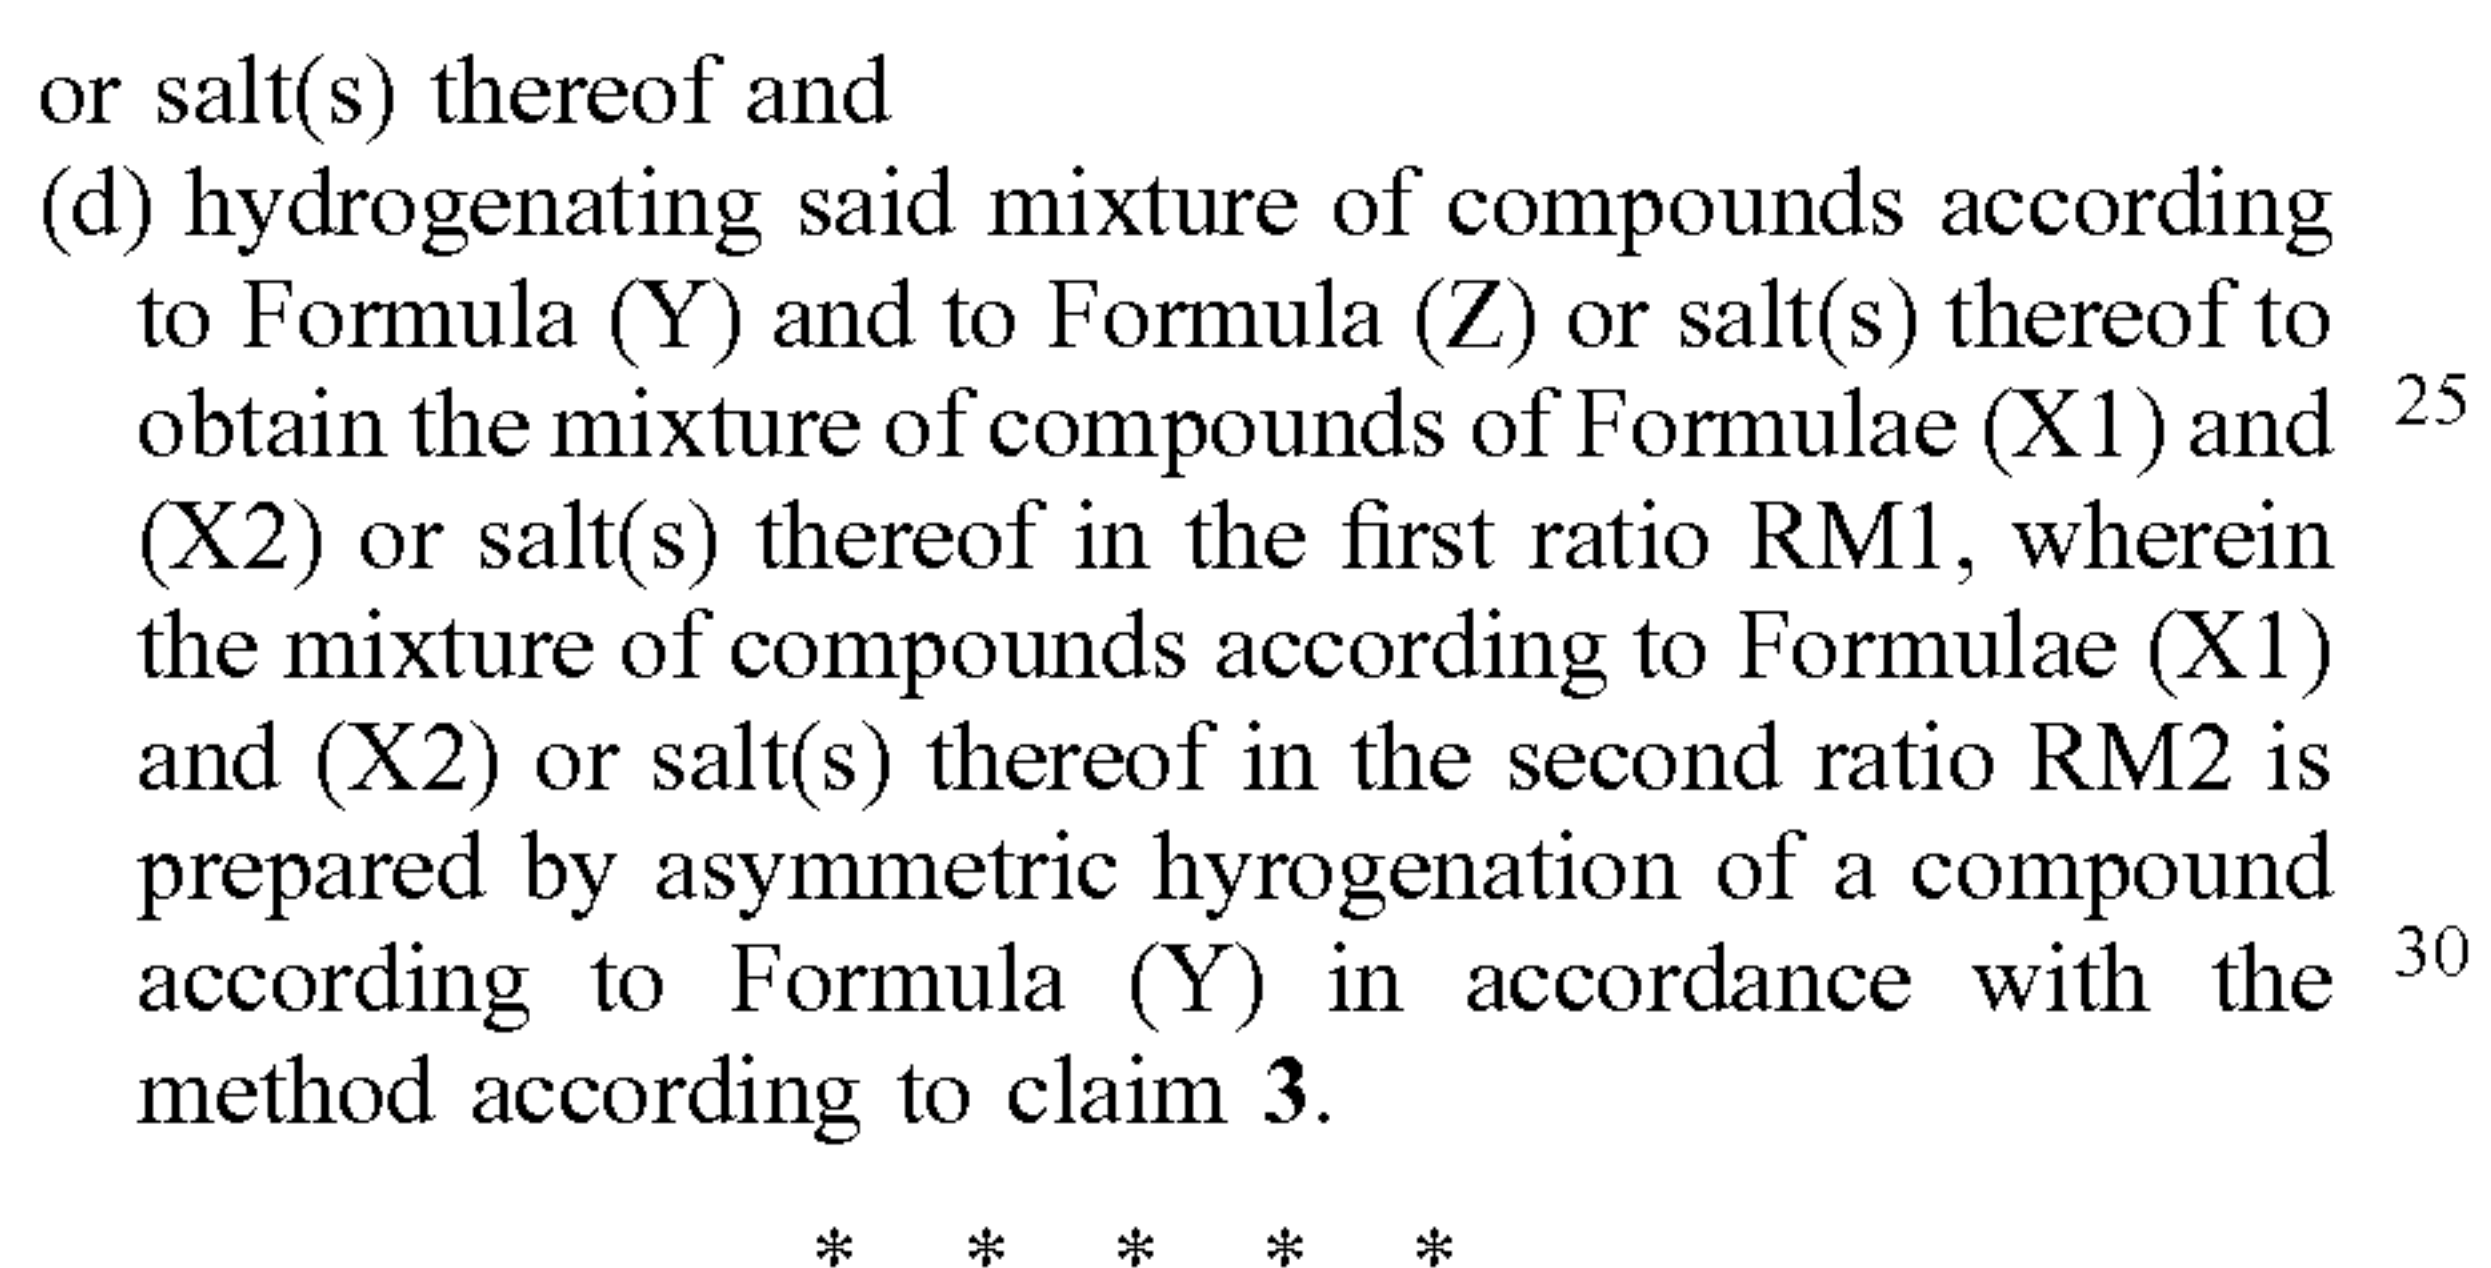 or salt(s) thereof and
(d) hydrogenating said mixture of compounds according
to Formula (Y) and to Formula (Z) or salt(s) thereof to
obtain the mixture of compounds of Formulae (X1) and 25
(X2) or salt(s) thereof in the first ratio RM1, wherein
the mixture of compounds according to Formulae (X1)
and (X2) or salt(s) thereof in the second ratio RM2 is
prepared by asymmetric hyrogenation of a compound
according to Formula (Y) in accordance with the 30
method according to claim 3.
* * * * *